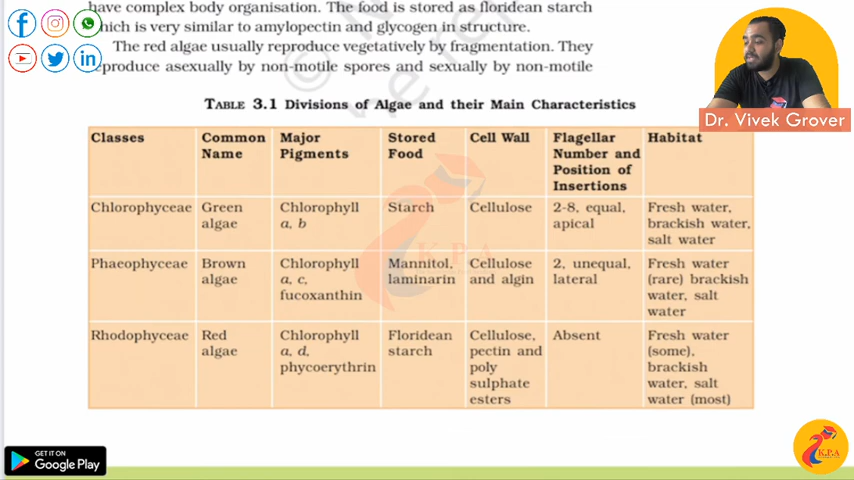 have complex body organisation. The food is stored as floridean starch
which is very similar to amylopectin and glycogen in structure.
The red algae usually reproduce vegetatively by fragmentation. They
reproduce asexually by non-motile spores and sexually by non-motile
Dr. Vivek Grover
TABLE 3.1 Divisions of Algae and their Main Characteristics
Classes
Common
Name
Major
Pigments
Stored
Food
Cell Wall
Flagellar
Number and
Position of
Insertions
Habitat
Chlorophyceae
Green
algae
Chlorophyll
a, b
Starch
Cellulose
2-8, equal,
apical
Fresh water,
brackish water,
salt water
Phaeophyceae
Brown
algae
Chlorophyll
a, c,
fucoxanthin
Mannitol,
laminarin
Cellulose
and algin
2, unequal,
lateral
Fresh water
(rare) brackish
water, salt
water
Rhodophyceae
Red
algae
Chlorophyll
a, d,
phycoerythrin
Floridean
starch
Cellulose,
pectin and
poly
sulphate
esters
Absent
Fresh water
(some),
brackish
water, salt
water (most)
K.P.A
GET IT ON
Google Play
K.P.A